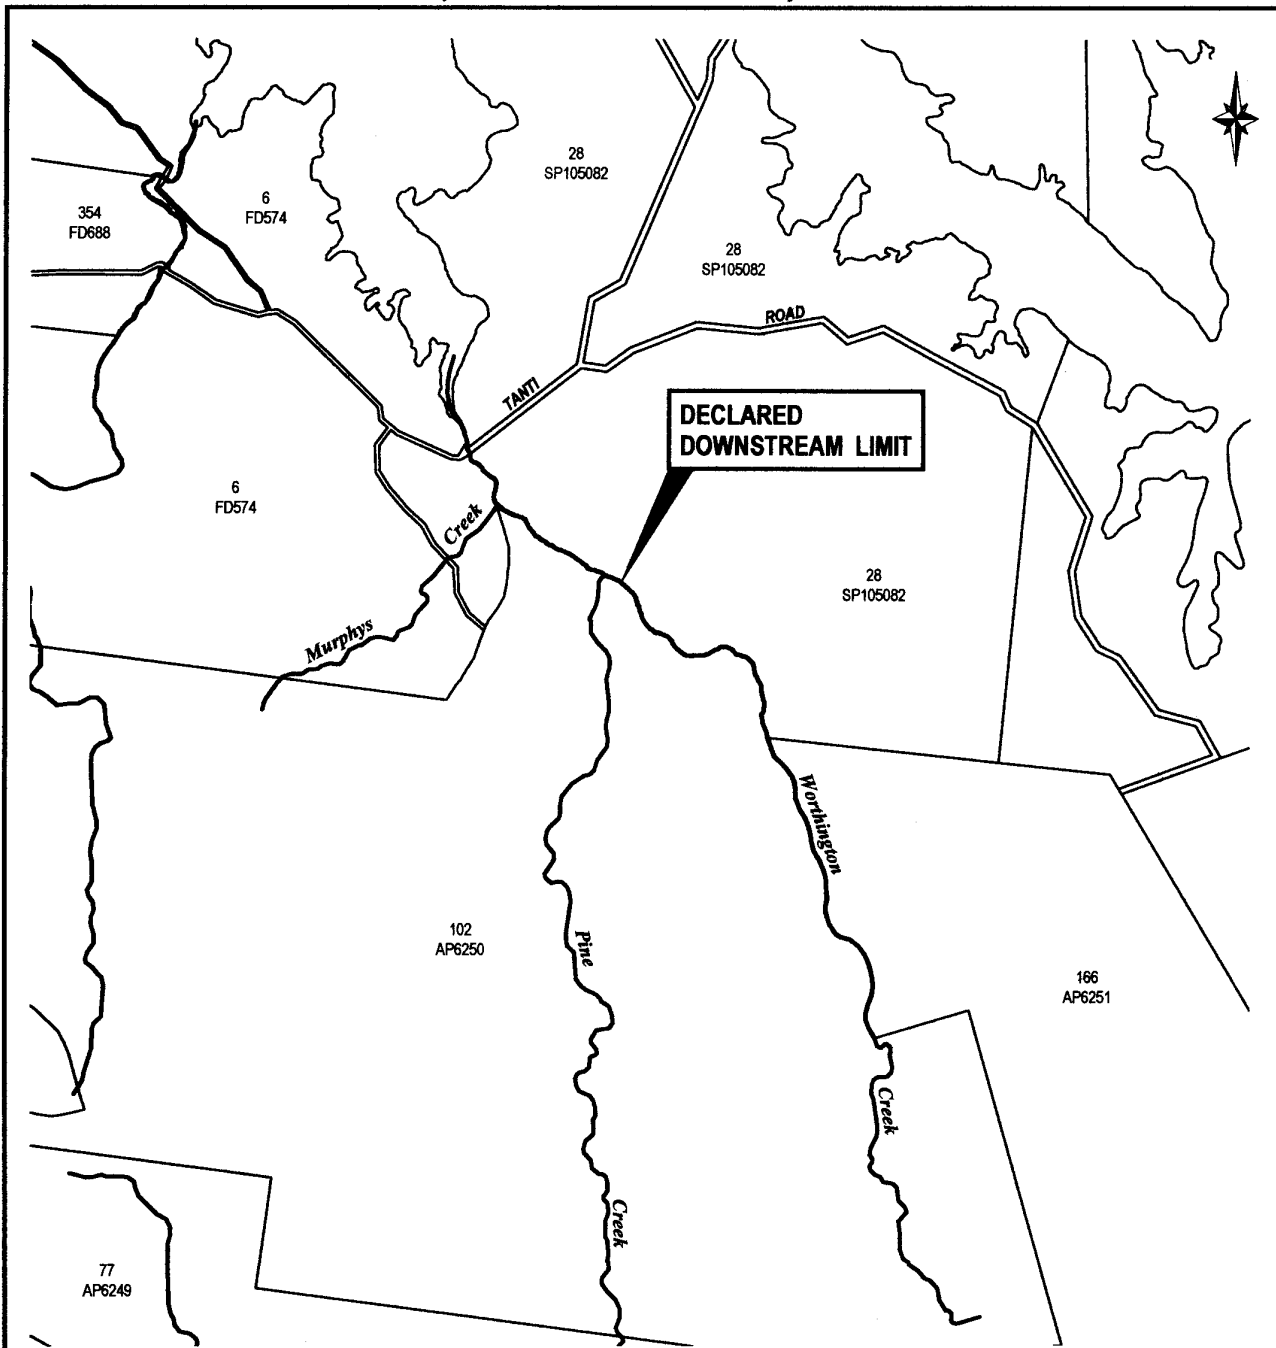 28
SP105082
6
FD574
354
FD688
28
SP105082
ROAD
TANTI
DECLARED
DOWNSTREAM LIMIT
6
FD574
Creek
Murphys
28
SP105082
Worthington
102
AP6250
Pine
166
AP6251
Creek
Creek
77
AP6249